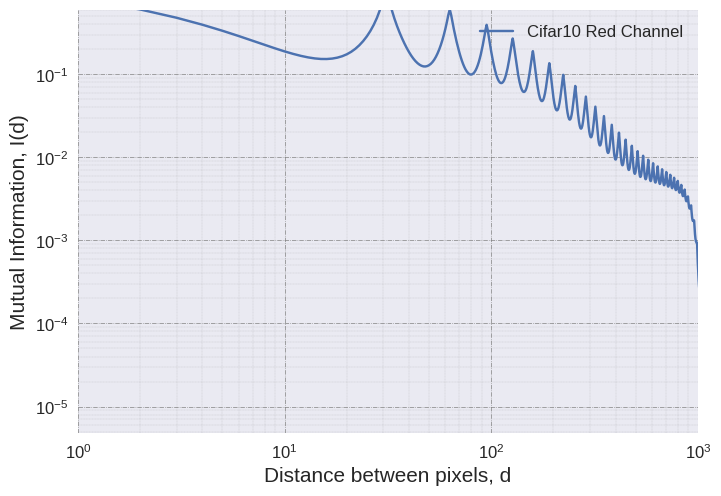 Cifar10 Red Channel
Mutual Information, I(d)
10⁻¹
10⁻²
10⁻³
10⁻⁴
10⁻⁵
10⁰ 10¹ 10² 10³
Distance between pixels, d